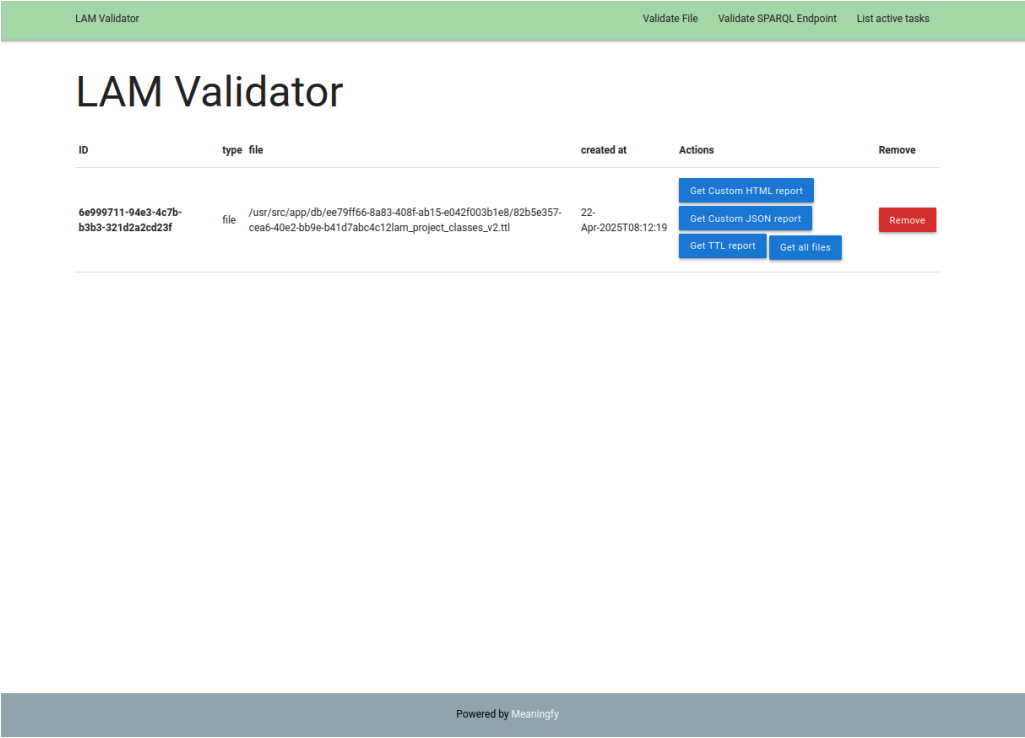 LAM Validator
Validate File
Validate SPARQL Endpoint
List active tasks
LAM Validator
ID
type
file
created at
Actions
Remove
6e999711-94e3-4c7b-
b3b3-321d2a2cd23f
file
/usr/src/app/db/ee79ff66-8a83-408f-ab15-e042f003b1e8/82b5e357-
cea6-40e2-bb9e-b41d7abc4c12lam_project_classes_v2.ttl
22-
Apr-2025T08:12:19
Get Custom HTML report
Get Custom JSON report
Get TTL report
Get all files
Remove
Powered by Meaningfy